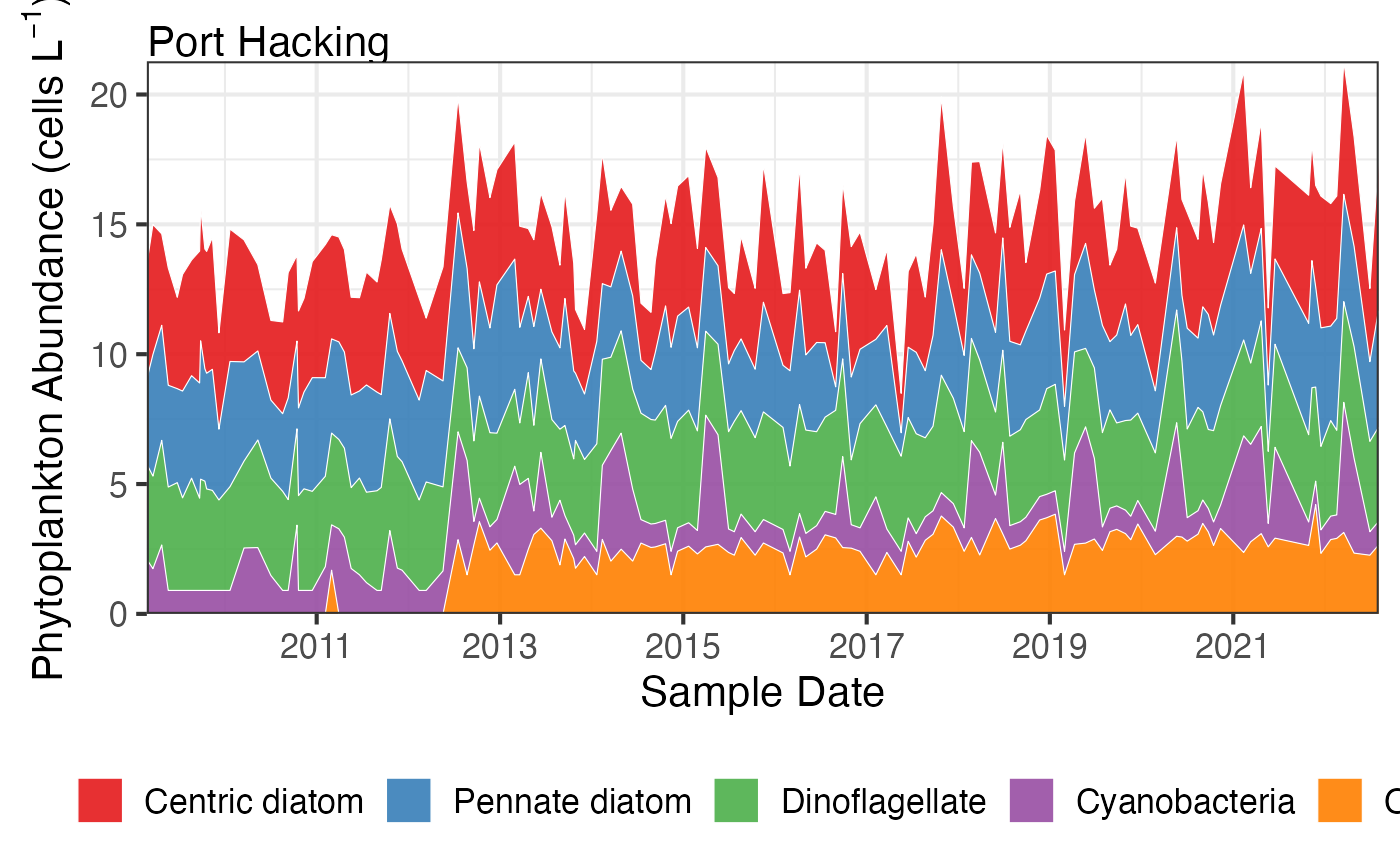 Port Hacking
Phytoplankton Abundance (cells L⁻¹)
20
15
10
5
0
2011 2013 2015 2017 2019 2021
Sample Date
Centric diatom Pennate diatom Dinoflagellate Cyanobacteria